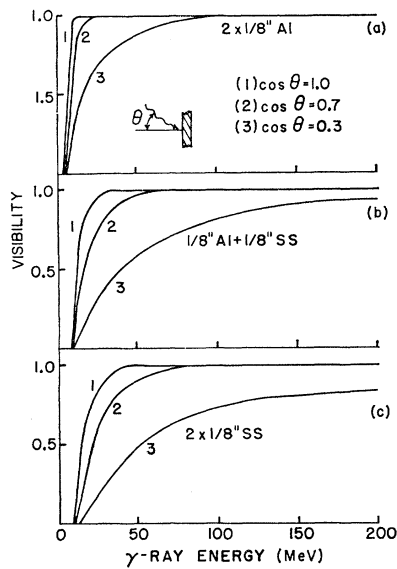 1.0
1 2
2 x 1/8" Al
(a)
3
(1) cos θ = 1.0
(2) cos θ = 0.7
(3) cos θ = 0.3
1.5
θ
VISIBILITY
1.0
1
2
(b)
1/8" Al + 1/8" SS
0.5
3
1.0
1
2
(c)
2 x 1/8" SS
0.5
3
0 50 100 150 200
γ-RAY ENERGY (MeV)